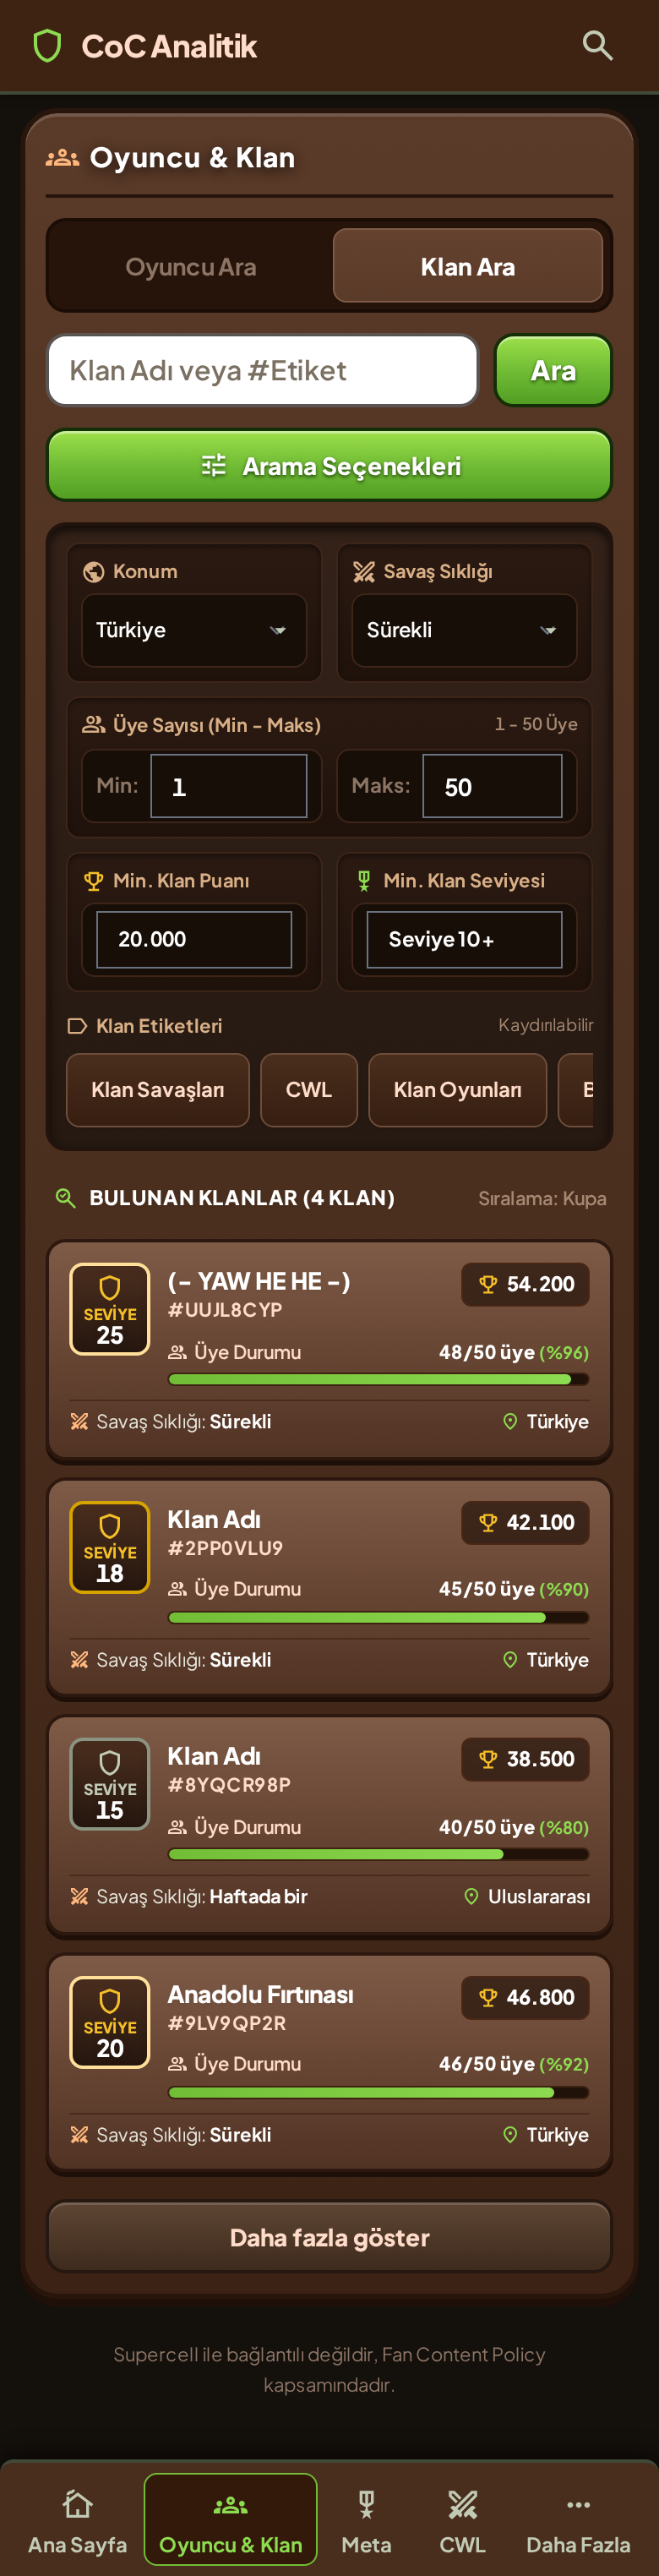 CoC Analitik
Oyuncu & Klan
Oyuncu Ara
Klan Ara
Klan Adı veya #Etiket
Ara
Arama Seçenekleri
Konum
Savaş Sıklığı
Türkiye
Sürekli
Üye Sayısı (Min - Maks)
1 - 50 Üye
Min:
1
Maks:
50
Min. Klan Puanı
Min. Klan Seviyesi
20.000
Seviye 10+
Klan Etiketleri
Kaydırılabilir
Klan Savaşları
CWL
Klan Oyunları
BULUNAN KLANLAR (4 KLAN)
Sıralama: Kupa
SEVİYE
25
(- YAW HE HE -)
#UUJL8CYP
54.200
Üye Durumu
48/50 üye (%96)
Savaş Sıklığı: Sürekli
Türkiye
SEVİYE
18
Klan Adı
#2PP0VLU9
42.100
Üye Durumu
45/50 üye (%90)
Savaş Sıklığı: Sürekli
Türkiye
SEVİYE
15
Klan Adı
#8YQCR98P
38.500
Üye Durumu
40/50 üye (%80)
Savaş Sıklığı: Haftada bir
Uluslararası
SEVİYE
20
Anadolu Fırtınası
#9LV9QP2R
46.800
Üye Durumu
46/50 üye (%92)
Savaş Sıklığı: Sürekli
Türkiye
Daha fazla göster
Supercell ile bağlantılı değildir, Fan Content Policy
kapsamındadır.
Ana Sayfa
Oyuncu & Klan
Meta
CWL
Daha Fazla